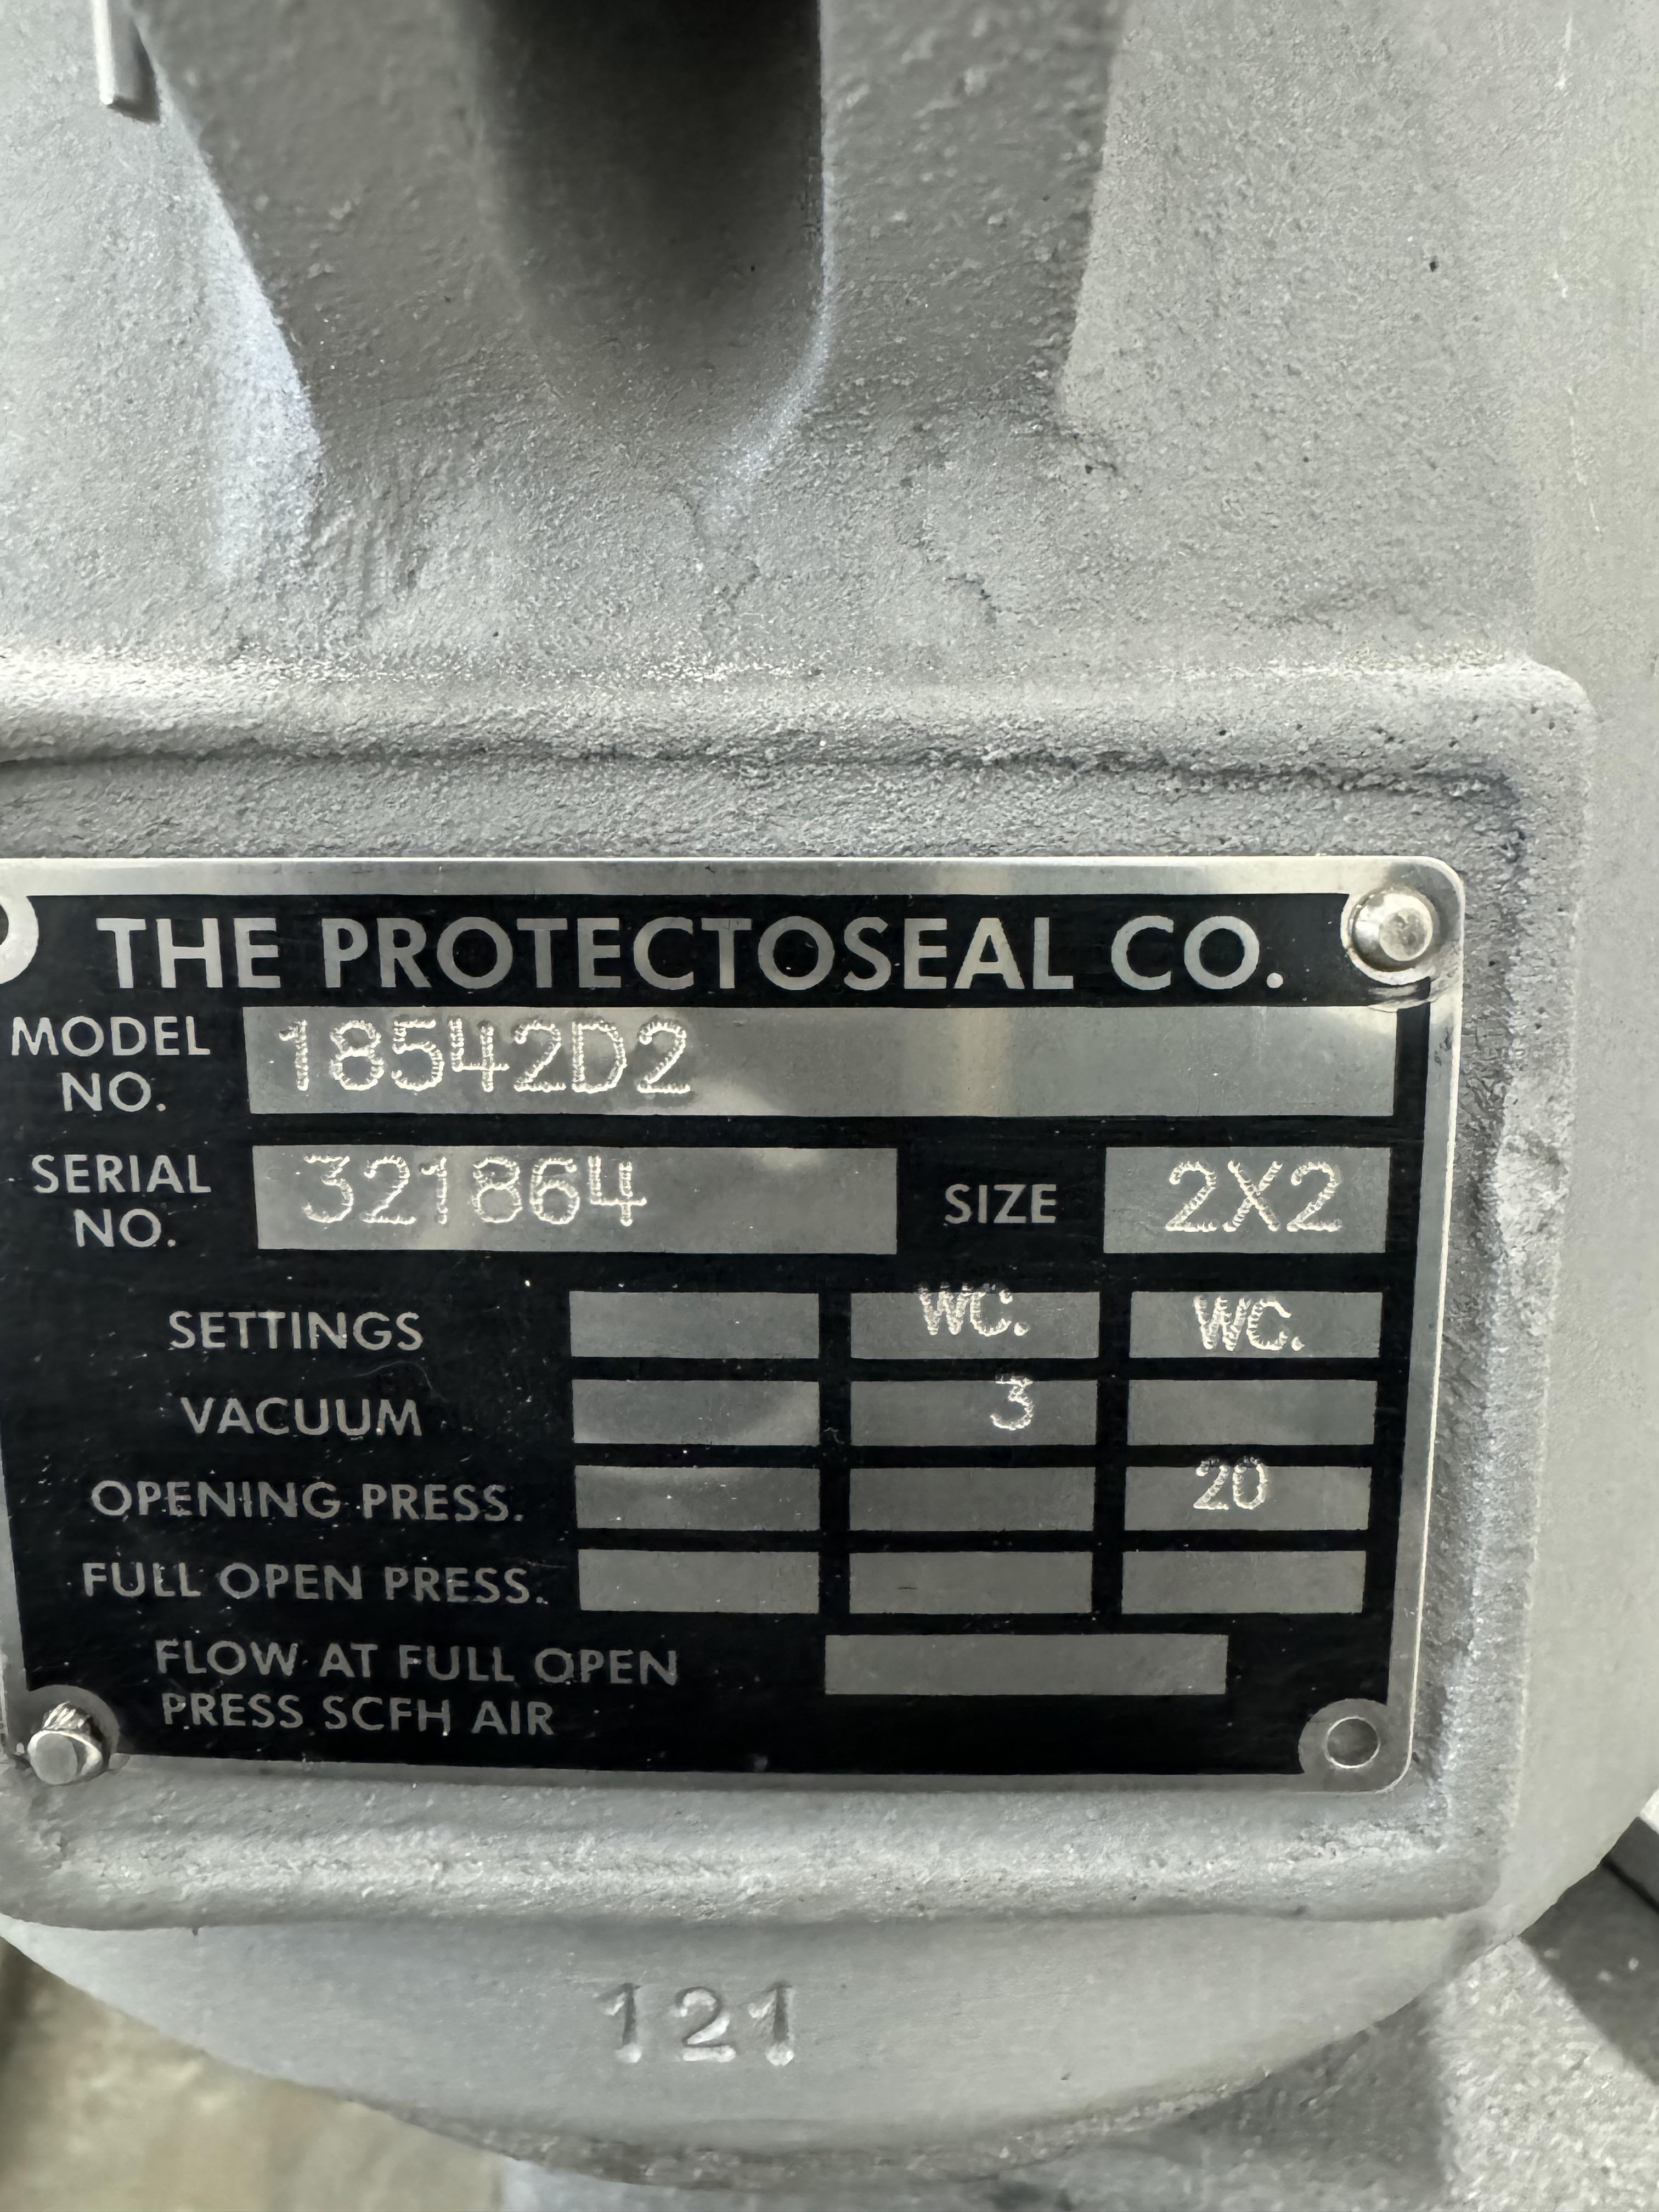 THE PROTECTOSEAL CO.
MODEL NO. 18542D2
SERIAL NO. 321864 SIZE 2X2
SETTINGS WC. WC.
VACUUM 3
OPENING PRESS. 20
FULL OPEN PRESS.
FLOW AT FULL OPEN
PRESS SCFH AIR
121